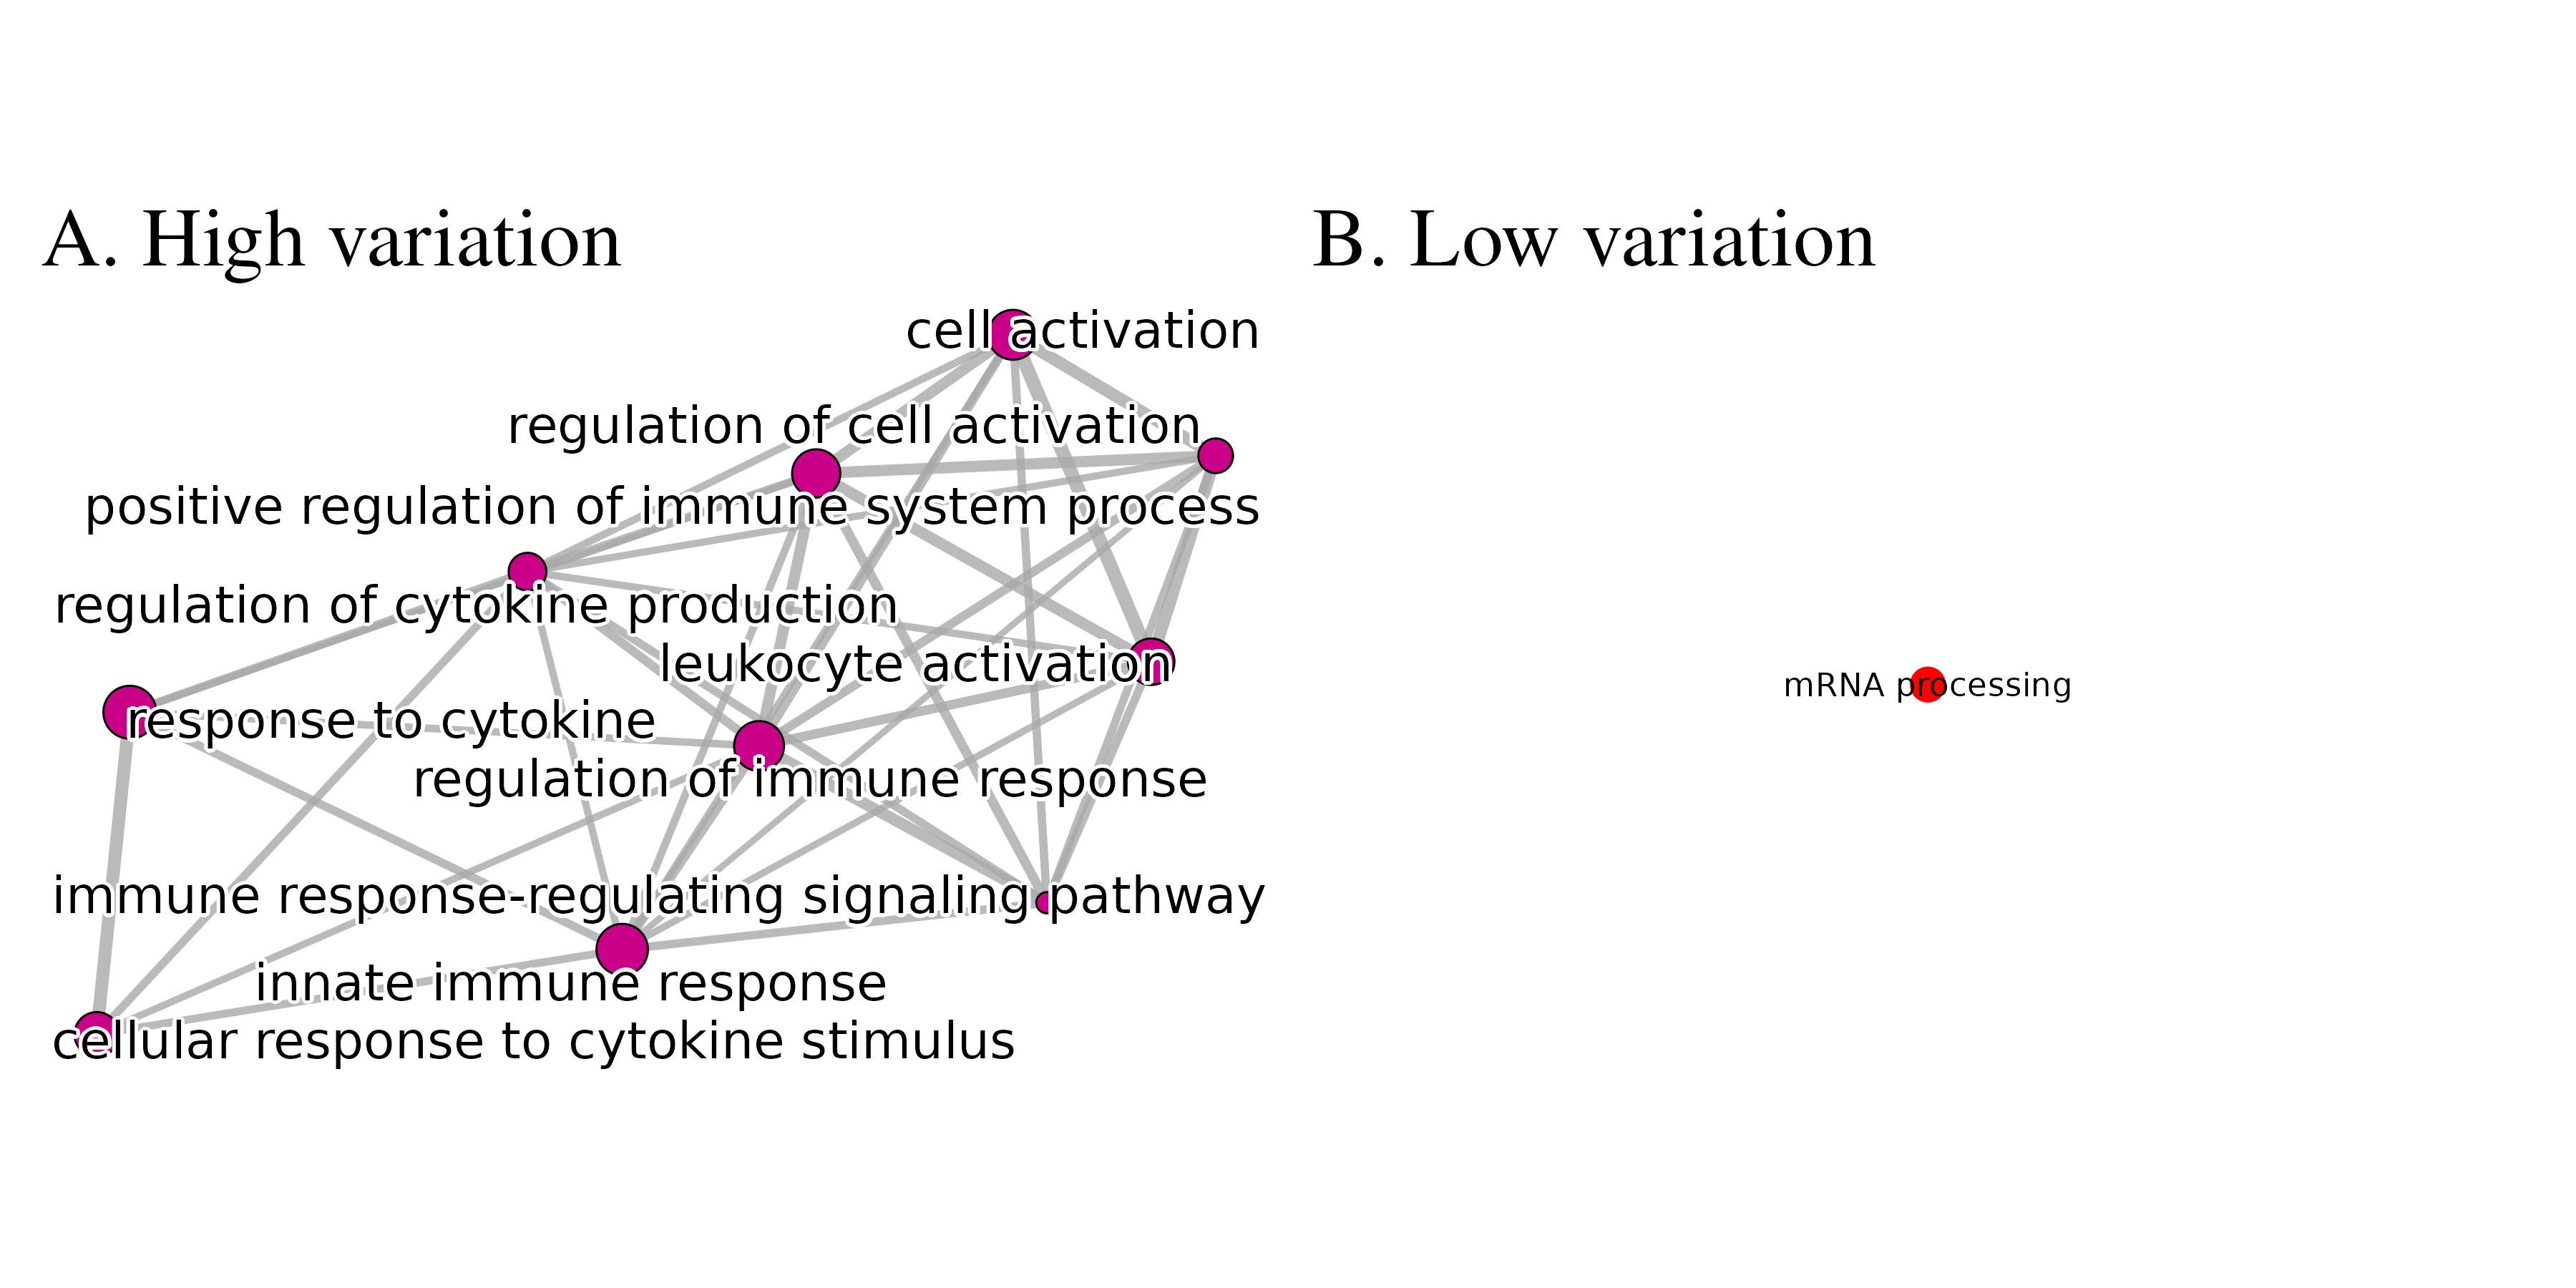 A. High variation
B. Low variation
cell activation
regulation of cell activation
positive regulation of immune system process
regulation of cytokine production
leukocyte activation
response to cytokine
regulation of immune response
immune response-regulating signaling pathway
innate immune response
cellular response to cytokine stimulus
mRNA processing